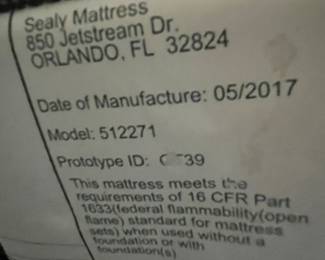 Sealy Mattress
850 Jetstream Dr.
ORLANDO, FL 32824
Date of Manufacture: 05/2017
Model: 512271
Prototype ID:
This mattress meets the
requirements of 16 CFR Part
1633(federal flammability(open
flame) standard for mattress
sets) when used without a
foundation or with
foundation(s)